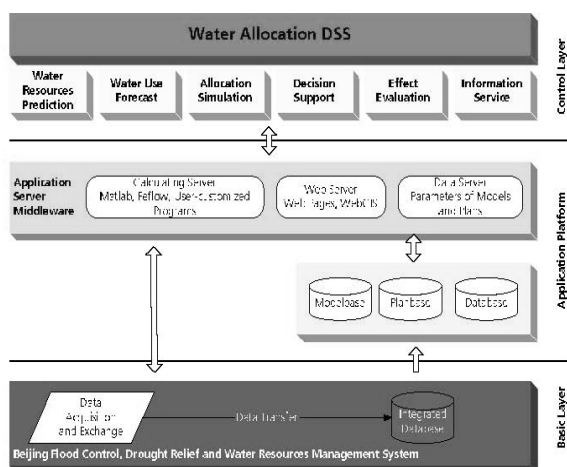 Water Allocation DSS
Water
Resources
Prediction
Water Use
Forecast
Allocation
Simulation
Decision
Support
Effect
Evaluation
Information
Service
Control Layer
Application
Server
Middleware
Calculating Server
Matlab, Feflow, User-customized
Programs
Web Server
Web Pages, WebGIS
Data Server
Parameters of Models
and Plans
Application Platform
Modelbase
Planbase
Database
Data
Acquisition
and Exchange
Data Transfer
Integrated
Database
Beijing Flood Control, Drought Relief and Water Resources Management System
Basic Layer